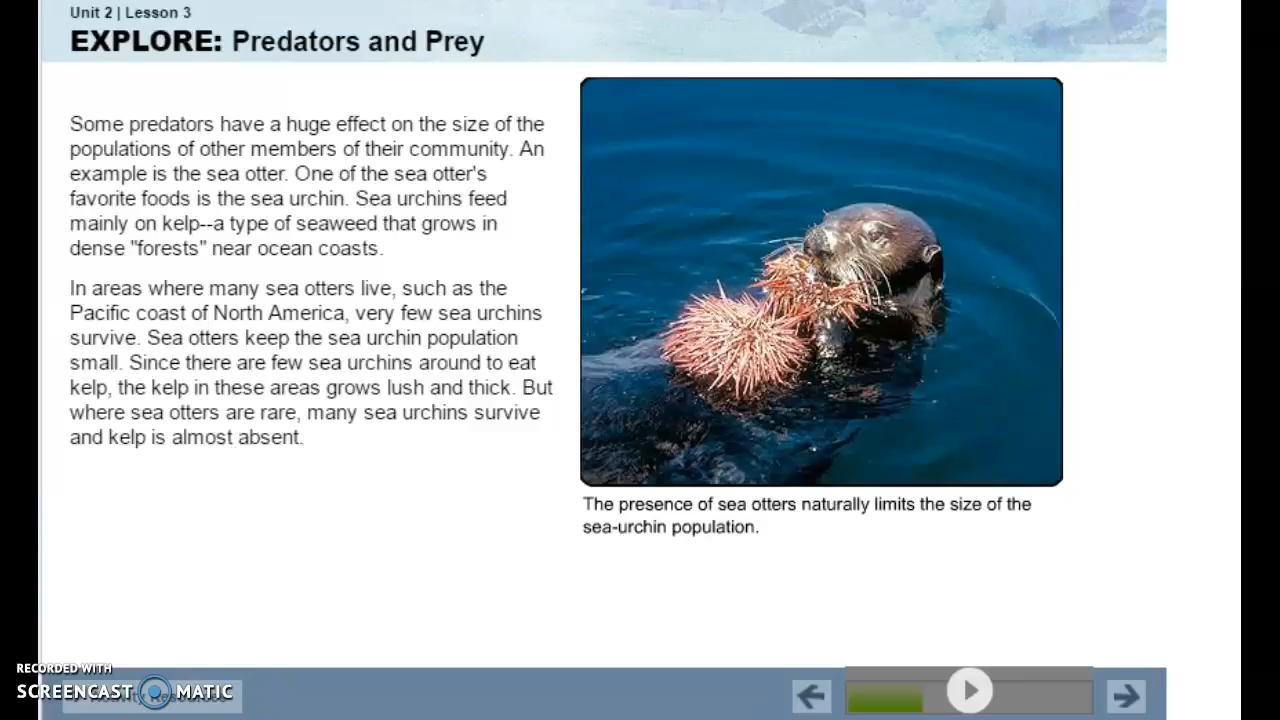 Unit 2 | Lesson 3
EXPLORE: Predators and Prey
Some predators have a huge effect on the size of the
populations of other members of their community. An
example is the sea otter. One of the sea otter's
favorite foods is the sea urchin. Sea urchins feed
mainly on kelp--a type of seaweed that grows in
dense "forests" near ocean coasts.
In areas where many sea otters live, such as the
Pacific coast of North America, very few sea urchins
survive. Sea otters keep the sea urchin population
small. Since there are few sea urchins around to eat
kelp, the kelp in these areas grows lush and thick. But
where sea otters are rare, many sea urchins survive
and kelp is almost absent.
The presence of sea otters naturally limits the size of the
sea-urchin population.
RECORDED WITH
SCREENCAST MATIC